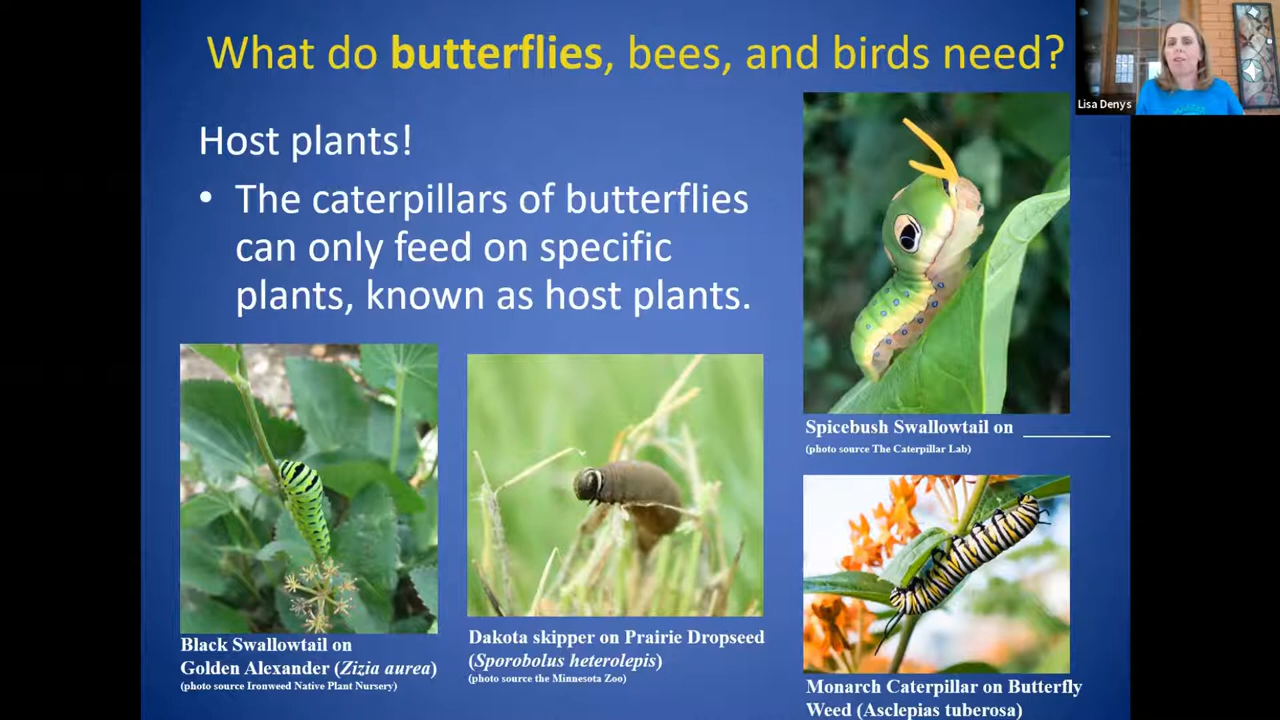 What do butterflies, bees, and birds need?
Lisa Denys
Host plants!
• The caterpillars of butterflies
can only feed on specific
plants, known as host plants.
Spicebush Swallowtail on ________
(photo source The Caterpillar Lab)
Black Swallowtail on
Golden Alexander (Zizia aurea)
(photo source Ironweed Native Plant Nursery)
Dakota skipper on Prairie Dropseed
(Sporobolus heterolepis)
(photo source the Minnesota Zoo)
Monarch Caterpillar on Butterfly
Weed (Asclepias tuberosa)